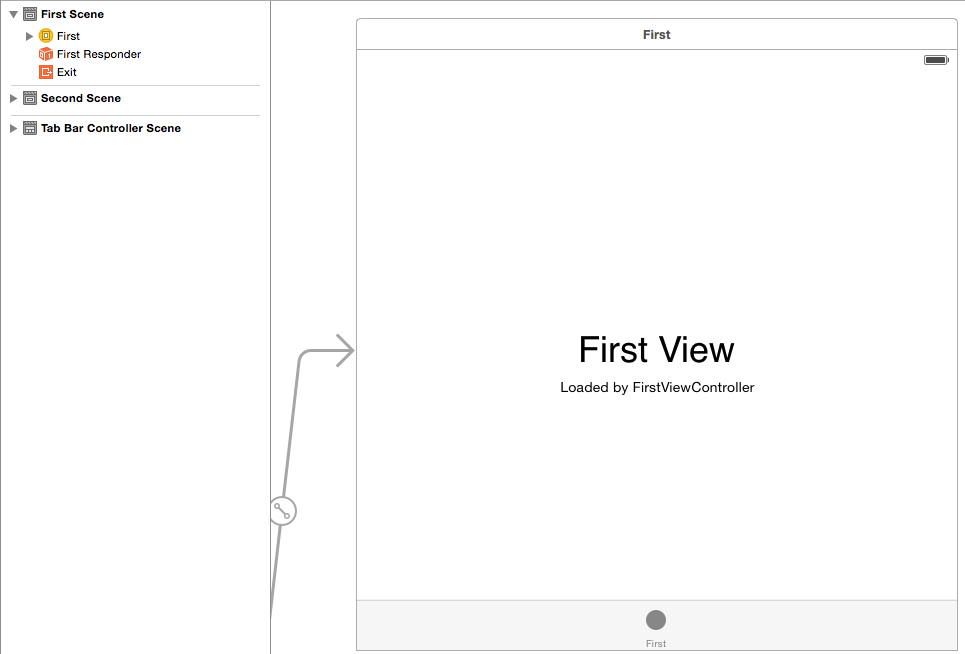 First Scene
First
First Responder
Exit
Second Scene
Tab Bar Controller Scene
First
First View
Loaded by FirstViewController
First